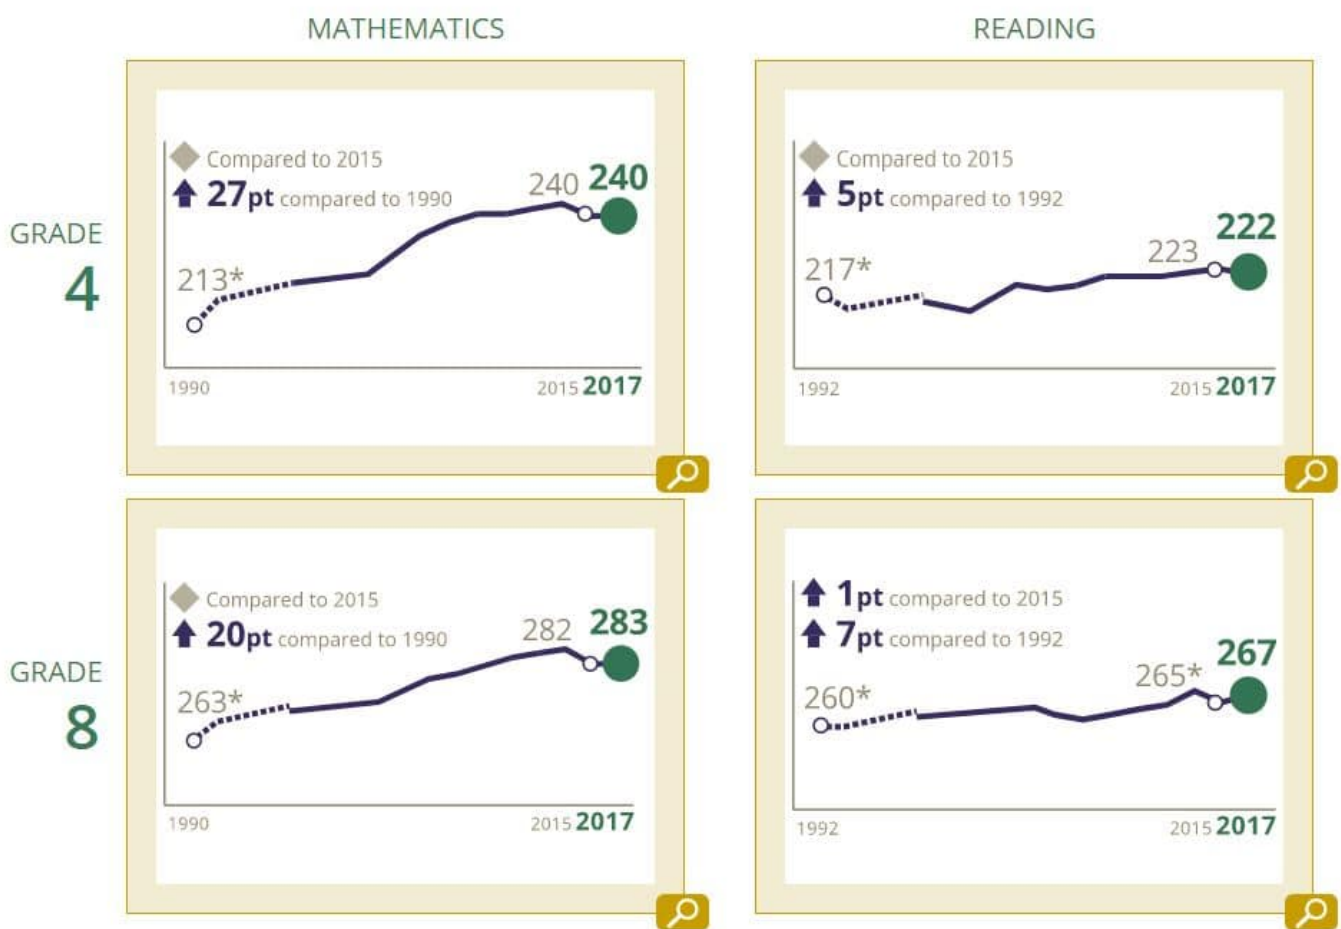 MATHEMATICS
READING
GRADE
4
Compared to 2015
27pt compared to 1990
213*
240
240
1990
2015
2017
Compared to 2015
5pt compared to 1992
217*
223
222
1992
2015
2017
GRADE
8
Compared to 2015
20pt compared to 1990
263*
282
283
1990
2015
2017
1pt compared to 2015
7pt compared to 1992
260*
265*
267
1992
2015
2017